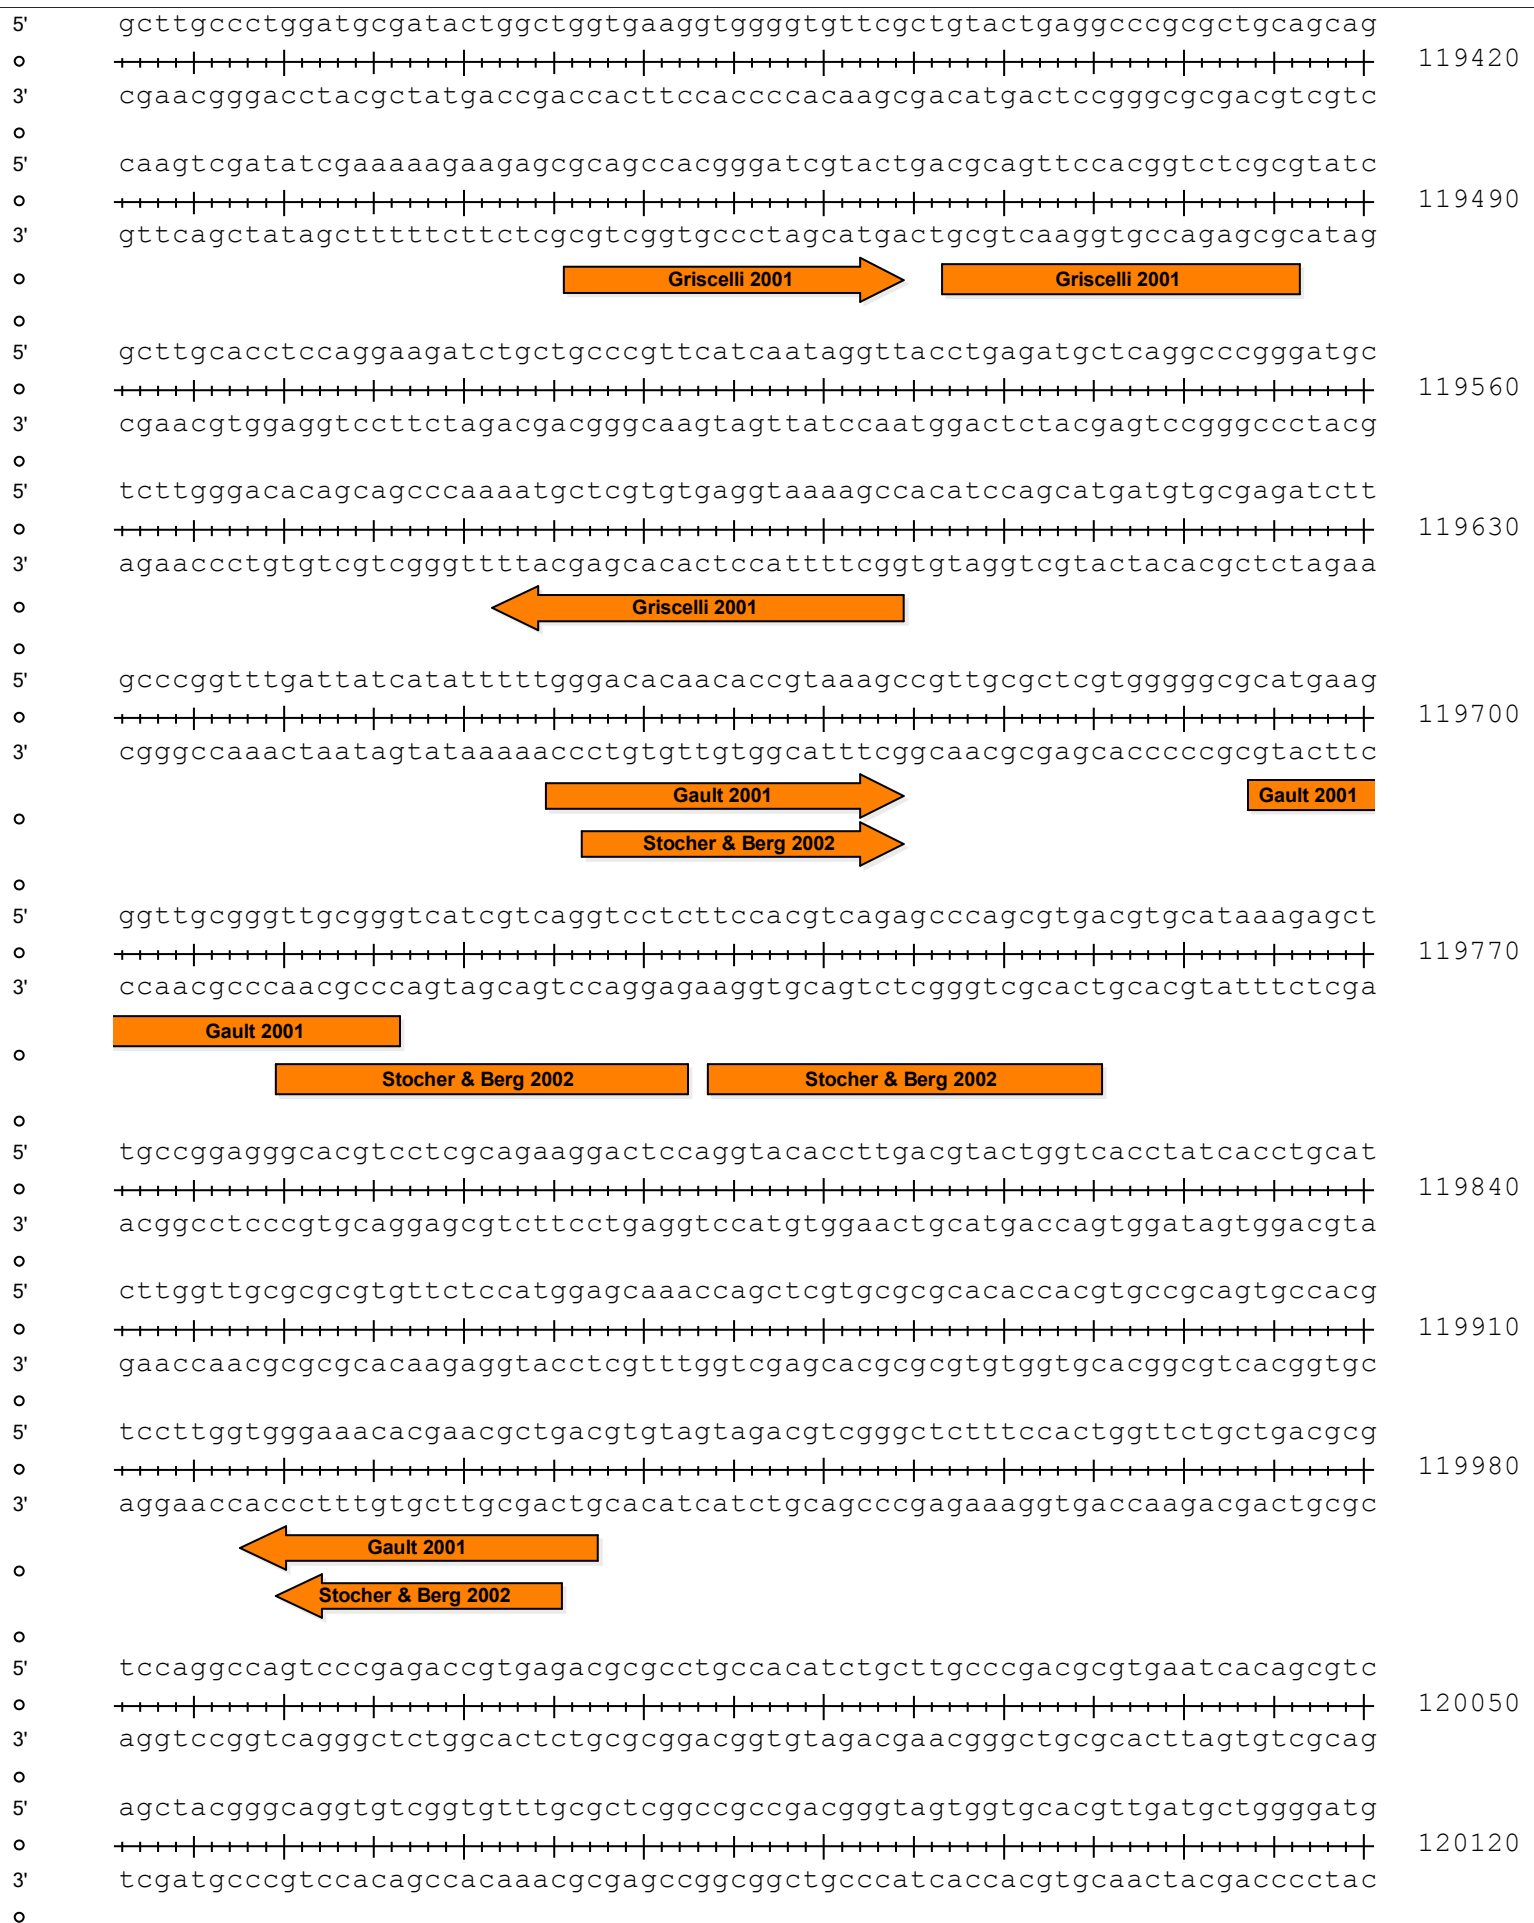 5' gcttgccctggatgcgatactggctggtgaaggtggggtgttcgctgtactgaggcccgcgctgcagcag
119420
3' cgaacgggacctacgctatgaccgaccacttccaccccacaagcgacatgactccgggcgcgacgtcgtc
5' caagtcgatatcgaaaaagaagagcgcagccacgggatcgtactgacgcagttccacggtctcgcgtatc
119490
3' gttcagctatagctttttcttctcgcgtcggtgccctagcatgactgcgtcaaggtgccagagcgcatag
Griscelli 2001 Griscelli 2001
5' gcttgcacctccaggaagatctgctgcccgttcatcaataggttacctgagatgctcaggcccgggatgc
119560
3' cgaacgtggaggtccttctagacgacgggcaagtagttatccaatggactctacgagtccgggccctacg
5' tcttgggacacagcagcccaaaatgctcgtgtgaggtaaaagccacatccagcatgatgtgcgagatctt
119630
3' agaaccctgtgtcgtcgggttttacgagcacactccattttcggtgtaggtcgtactacacgctctagaa
Griscelli 2001
5' gcccggtttgattatcatatttttgggacacaacaccgtaaagccgttgcgctcgtgggggcgcatgaag
119700
3' cgggccaaactaatagtataaaaaccctgtgttgtggcatttcggcaacgcgagcacccccgcgtacttc
Gault 2001 Gault 2001
Stocher & Berg 2002
5' ggttgcgggttgcgggtcatcgtcaggtcctcttccacgtcagagcccagcgtgacgtgcataaagagct
119770
3' ccaacgcccaacgcccagtagcagtccaggagaaggtgcagtctcgggtcgcactgcacgtatttctcga
Gault 2001
Stocher & Berg 2002 Stocher & Berg 2002
5' tgccggagggcacgtcctcgcagaaggactccaggtacaccttgacgtactggtcacctatcacctgcat
119840
3' acggcctcccgtgcaggagcgtcttcctgaggtccatgtggaactgcatgaccagtggatagtggacgta
5' cttggttgcgcgcgtgttctccatggagcaaaccagctcgtgcgcgcacaccacgtgccgcagtgccacg
119910
3' gaaccaacgcgcgcacaagaggtacctcgtttggtcgagcacgcgcgtgtggtgcacggcgtcacggtgc
5' tccttggtgggaaacacgaacgctgacgtgtagtagacgtcgggctctttccactggttctgctgacgcg
119980
3' aggaaccaccctttgtgcttgcgactgcacatcatctgcagcccgagaaaggtgaccaagacgactgcgc
Gault 2001
Stocher & Berg 2002
5' tccaggccagtcccgagaccgtgagacgcgcctgccacatctgcttgcccgacgcgtgaatcacagcgtc
120050
3' aggtccggtcagggctctggcactctgcgcggacggtgtagacgaacgggctgcgcacttagtgtcgcag
5' agctacgggcaggtgtcggtgtttgcgctcggccgccgacgggtagtggtgcacgttgatgctggggatg
120120
3' tcgatgcccgtccacagccacaaacgcgagccggcggctgcccatcaccacgtgcaactacgacccctac